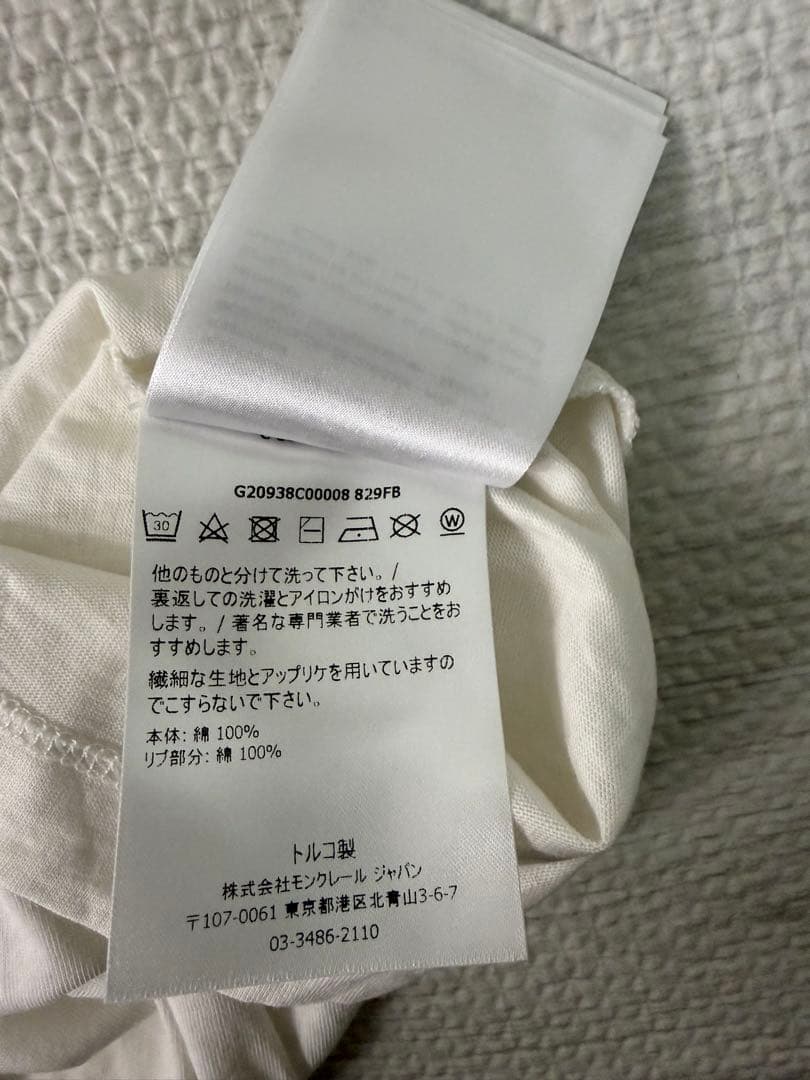 G20938C00008 829FB
30
W
他のものと分けて洗って下さい。/
裏返しての洗濯とアイロンがけをおすすめ
します。/ 著名な専門業者で洗うことをお
すすめします。
繊細な生地とアップリケを用いていますの
でこすらないで下さい。
本体: 綿 100%
リブ部分: 綿 100%
トルコ製
株式会社モンクレール ジャパン
〒107-0061 東京都港区北青山3-6-7
03-3486-2110